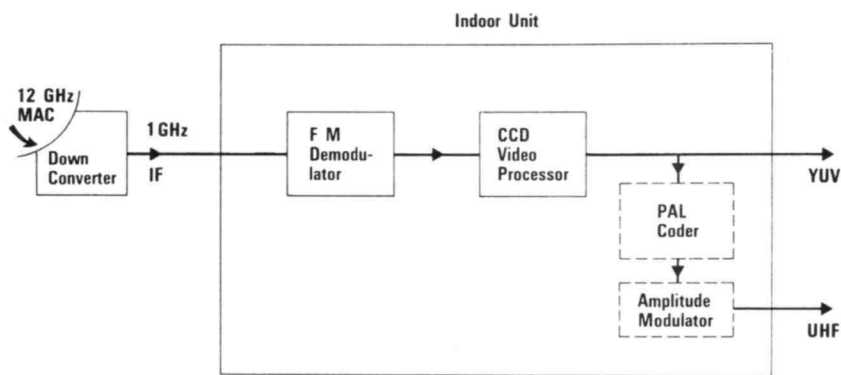 Indoor Unit
12 GHz
MAC
Down
Converter
1 GHz
IF
F M
Demodu-
lator
CCD
Video
Processor
YUV
PAL
Coder
Amplitude
Modulator
UHF